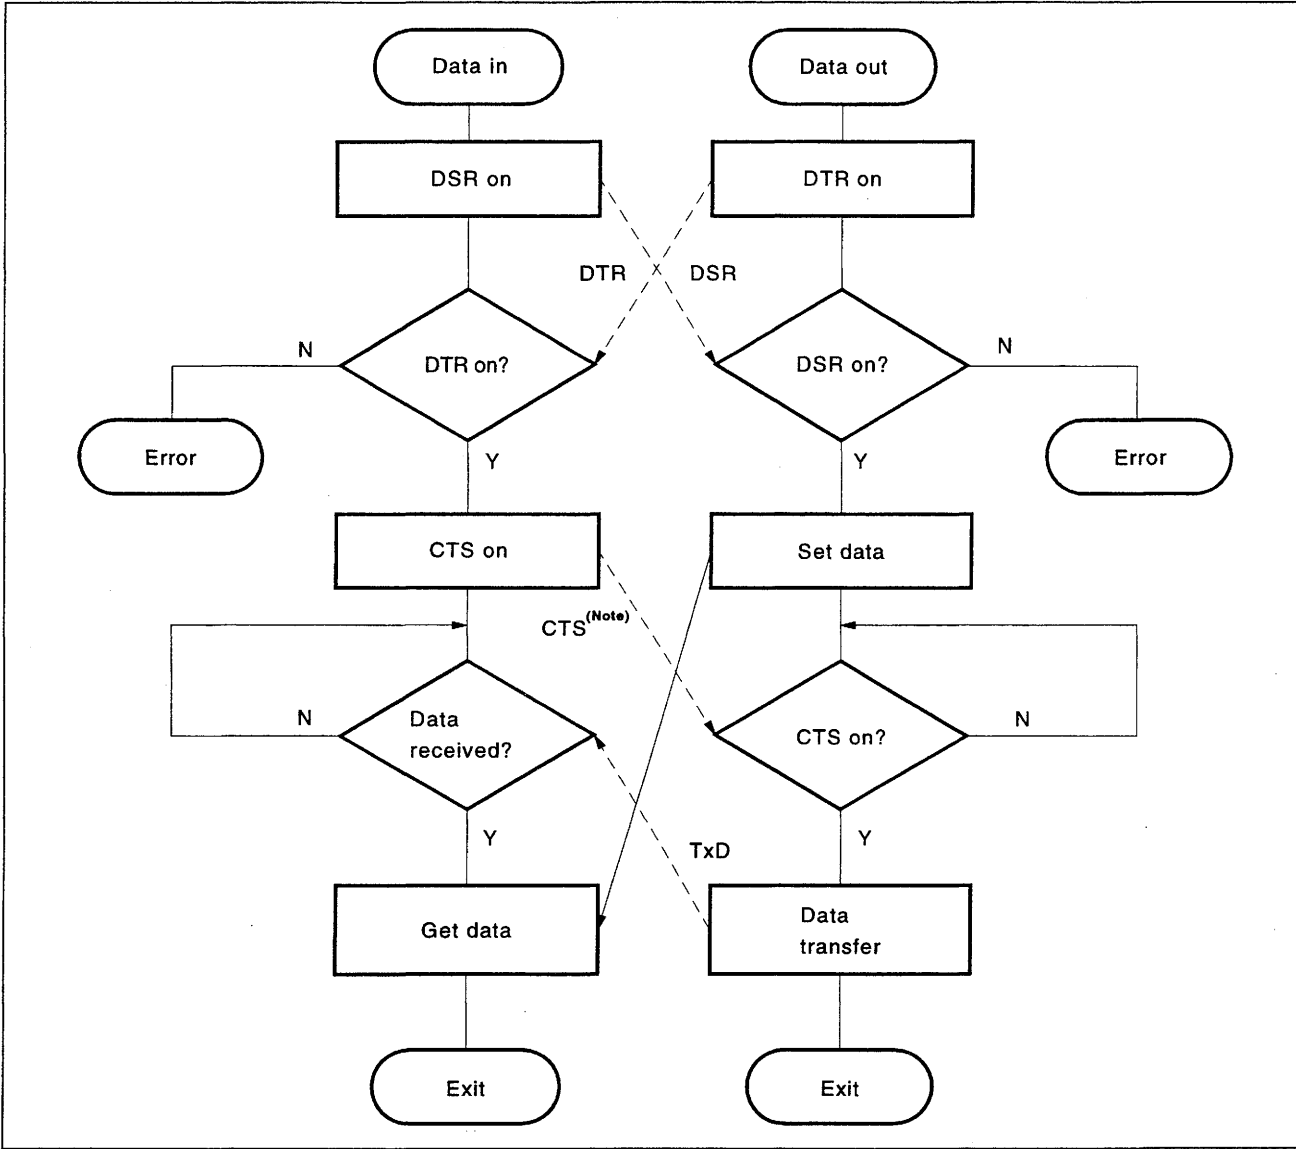 Data in
Data out
DSR on
DTR on
DTR
DSR
N
DTR on?
DSR on?
N
Error
Y
Y
Error
CTS on
Set data
CTS(Note)
N
Data
received?
CTS on?
N
Y
Y
TxD
Get data
Data
transfer
Exit
Exit